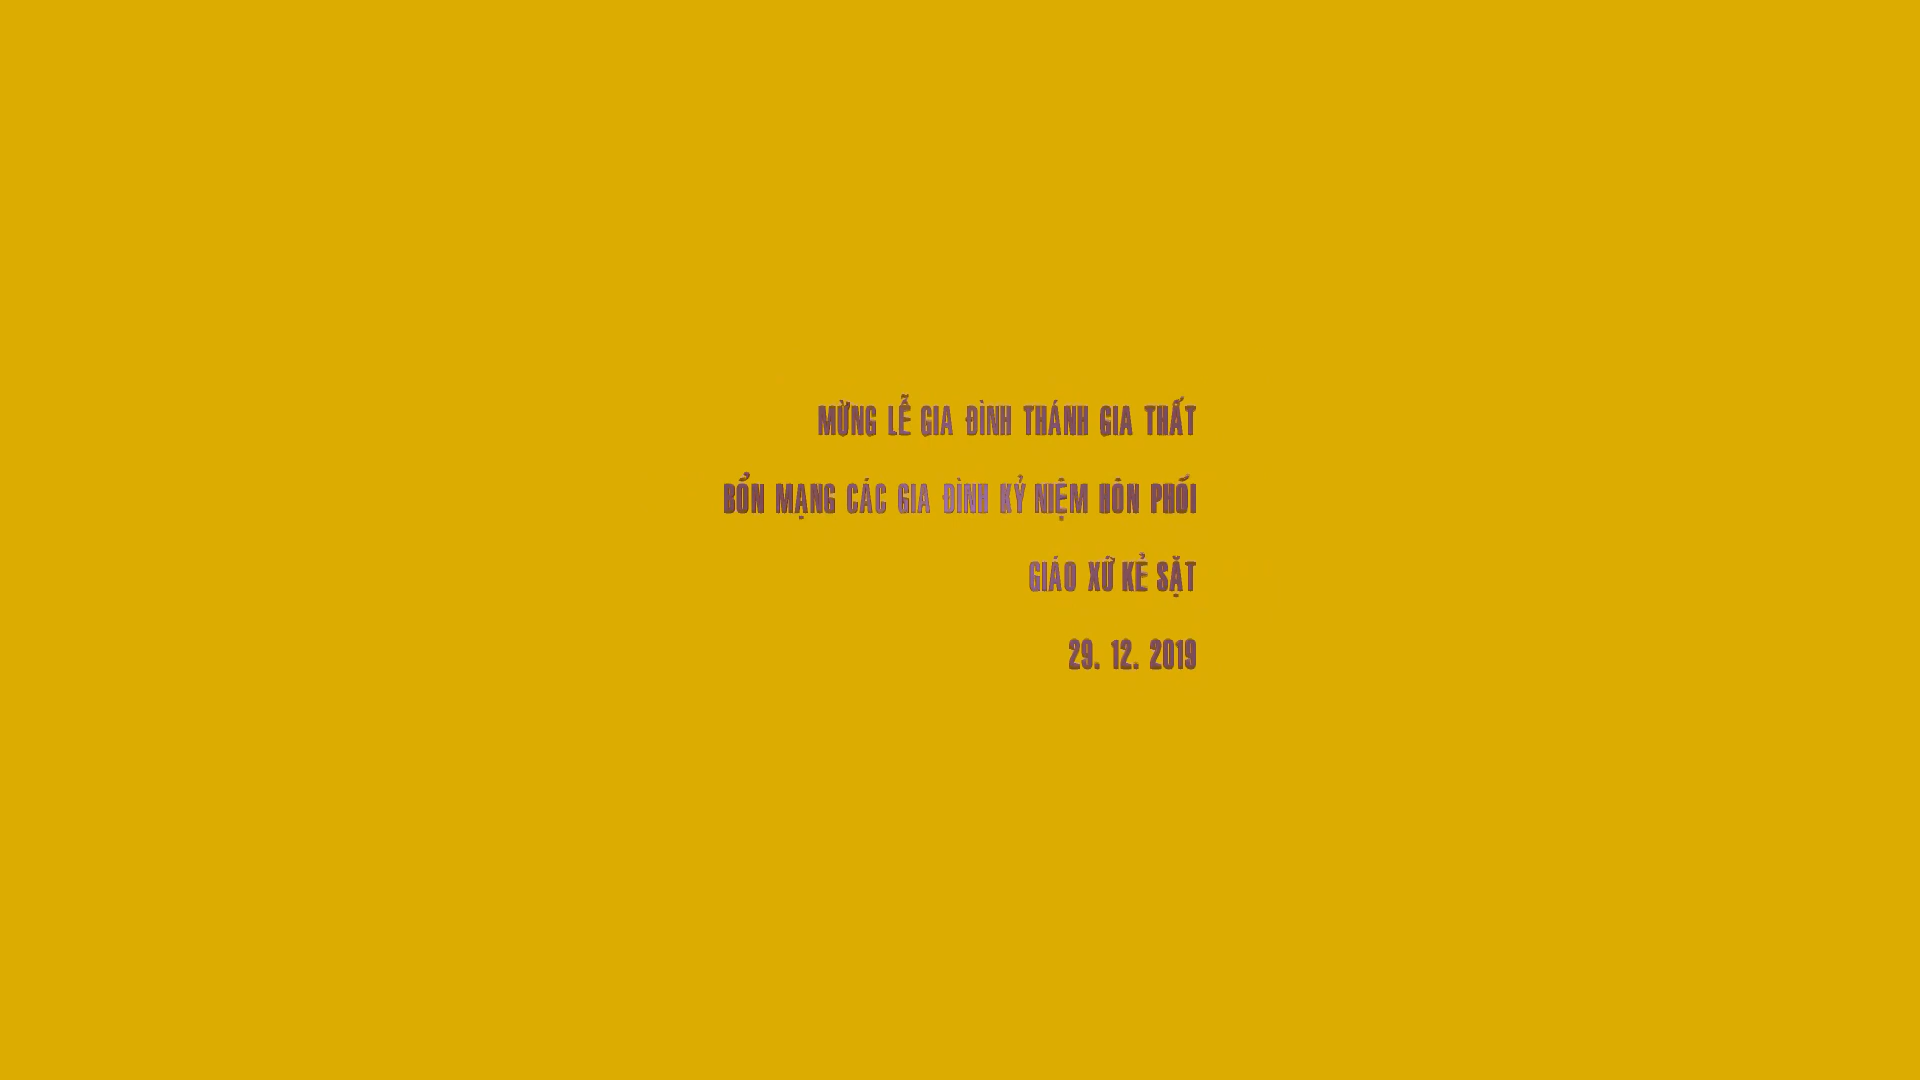 MỪNG LỄ GIA ĐÌNH THÁNH GIA THẤT
BỔN MẠNG CÁC GIA ĐÌNH KỶ NIỆM HÔN PHỐI
GIÁO XỨ KẺ SẶT
29. 12. 2019